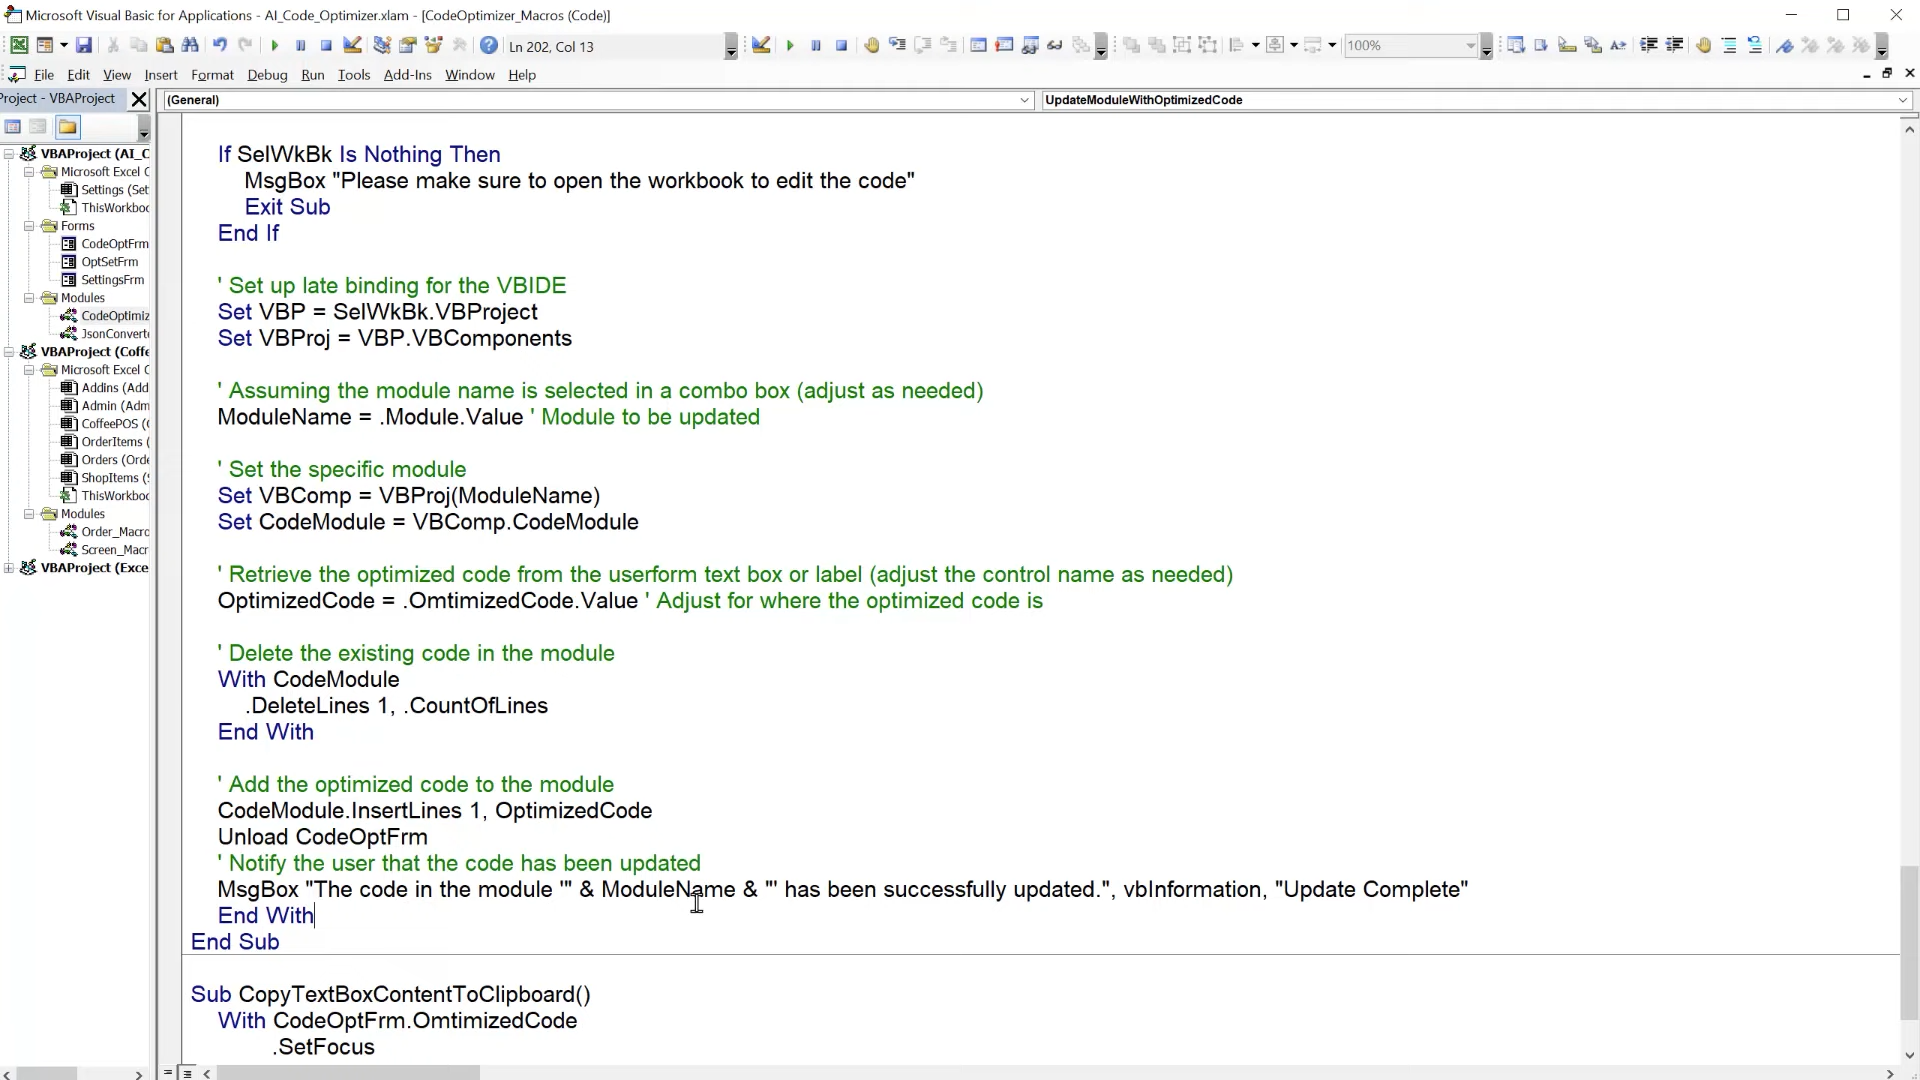 Microsoft Visual Basic for Applications - AI_Code_Optimizer.xlam - [CodeOptimizer_Macros (Code)]
Ln 202, Col 13
100%
File Edit View Insert Format Debug Run Tools Add-Ins Window Help
Project - VBAProject
(General)
UpdateModuleWithOptimizedCode
VBAProject (AI_C
Microsoft Excel O
Settings (Set
ThisWorkboo
Forms
CodeOptFrm
OptSetFrm
SettingsFrm
Modules
CodeOptimiz
JsonConverte
VBAProject (Coffe
Microsoft Excel O
Addins (Add
Admin (Adm
CoffeePOS (C
OrderItems (
Orders (Orde
ShopItems (S
ThisWorkboo
Modules
Order_Macro
Screen_Macr
VBAProject (Exce
If SelWkBk Is Nothing Then
MsgBox "Please make sure to open the workbook to edit the code"
Exit Sub
End If
' Set up late binding for the VBIDE
Set VBP = SelWkBk.VBProject
Set VBProj = VBP.VBComponents
' Assuming the module name is selected in a combo box (adjust as needed)
ModuleName = .Module.Value ' Module to be updated
' Set the specific module
Set VBComp = VBProj(ModuleName)
Set CodeModule = VBComp.CodeModule
' Retrieve the optimized code from the userform text box or label (adjust the control name as needed)
OptimizedCode = .OmtimizedCode.Value ' Adjust for where the optimized code is
' Delete the existing code in the module
With CodeModule
.DeleteLines 1, .CountOfLines
End With
' Add the optimized code to the module
CodeModule.InsertLines 1, OptimizedCode
Unload CodeOptFrm
' Notify the user that the code has been updated
MsgBox "The code in the module '" & ModuleName & "' has been successfully updated.", vbInformation, "Update Complete"
End With
End Sub
Sub CopyTextBoxContentToClipboard()
With CodeOptFrm.OmtimizedCode
.SetFocus